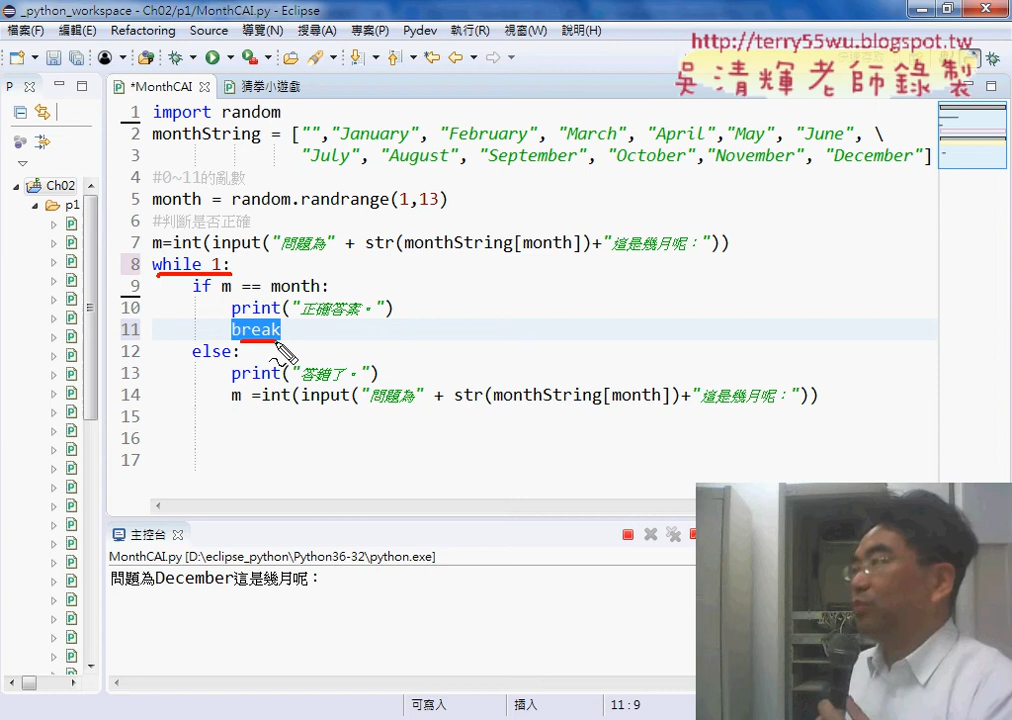 _python_workspace - Ch02/p1/MonthCAI.py - Eclipse
檔案(F) 編輯(E) Refactoring Source 導覽(N) 搜尋(A) 專案(P) Pydev 執行(R) 視窗(W) 說明(H)
http://terry55wu.blogspot.tw
吳清輝老師錄製
P
*MonthCAI
猜拳小遊戲
1 import random
2 monthString = ["","January", "February", "March", "April","May", "June", \
3 "July", "August", "September", "October","November", "December"]
4 #0~11的亂數
5 month = random.randrange(1,13)
6 #判斷是否正確
7 m=int(input("問題為" + str(monthString[month])+"這是幾月呢："))
8 while 1:
9 if m == month:
10 print("正確答案。")
11 break
12 else:
13 print("答錯了。")
14 m =int(input("問題為" + str(monthString[month])+"這是幾月呢："))
15
16
17
Ch02
p1
主控台
MonthCAI.py [D:\eclipse_python\Python36-32\python.exe]
問題為December這是幾月呢：
可寫入
插入
11 : 9